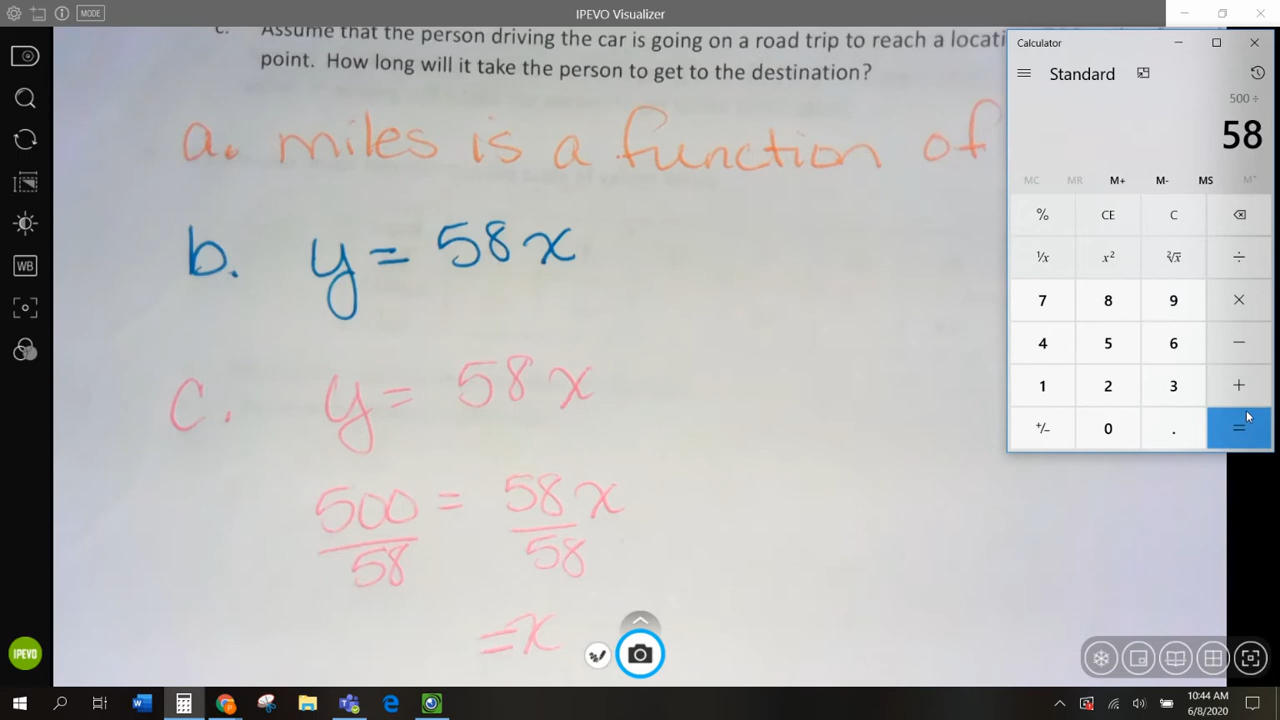 MODE
IPEVO Visualizer
c. Assume that the person driving the car is going on a road trip to reach a locati
point. How long will it take the person to get to the destination?
a. miles is a function of
b. y = 58x
c. y = 58x
500 = 58x
58 58
= x
Calculator
Standard
500 ÷
58
MC MR M+ M- MS M˅
% CE C
¹/x x² ²√x ÷
7 8 9 ×
4 5 6 −
1 2 3 +
+/− 0 . =
WB
IPEVO
10:44 AM
6/8/2020